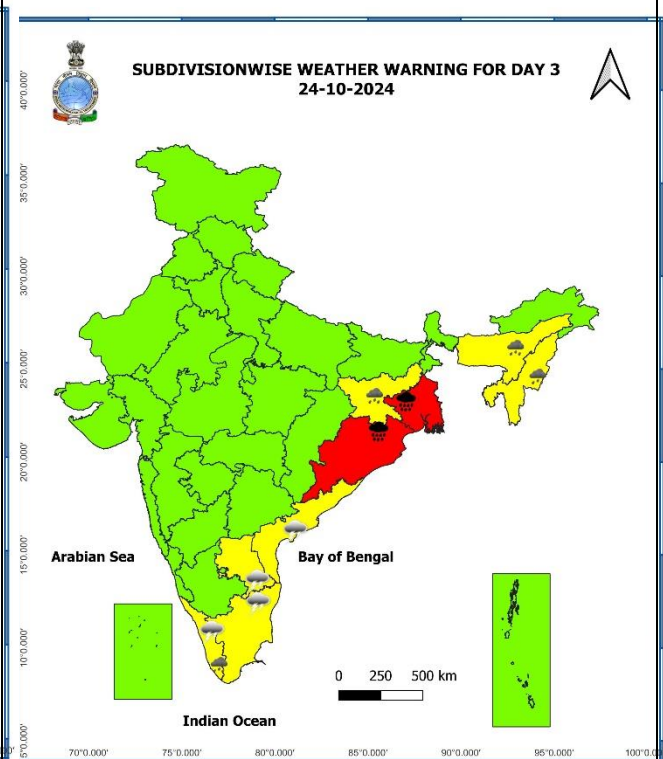 SUBDIVISIONWISE WEATHER WARNING FOR DAY 3
24-10-2024
40°0.000'
35°0.000'
30°0.000'
25°0.000'
20°0.000'
15°0.000'
10°0.000'
5°0.000'
Arabian Sea
Bay of Bengal
0 250 500 km
Indian Ocean
70°0.000' 75°0.000' 80°0.000' 85°0.000' 90°0.000' 95°0.000'